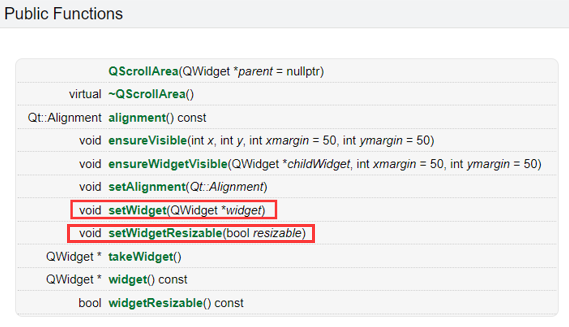 Public Functions
QScrollArea(QWidget *parent = nullptr)
virtual ~QScrollArea()
Qt::Alignment alignment() const
void ensureVisible(int x, int y, int xmargin = 50, int ymargin = 50)
void ensureWidgetVisible(QWidget *childWidget, int xmargin = 50, int ymargin = 50)
void setAlignment(Qt::Alignment)
void setWidget(QWidget *widget)
void setWidgetResizable(bool resizable)
QWidget * takeWidget()
QWidget * widget() const
bool widgetResizable() const